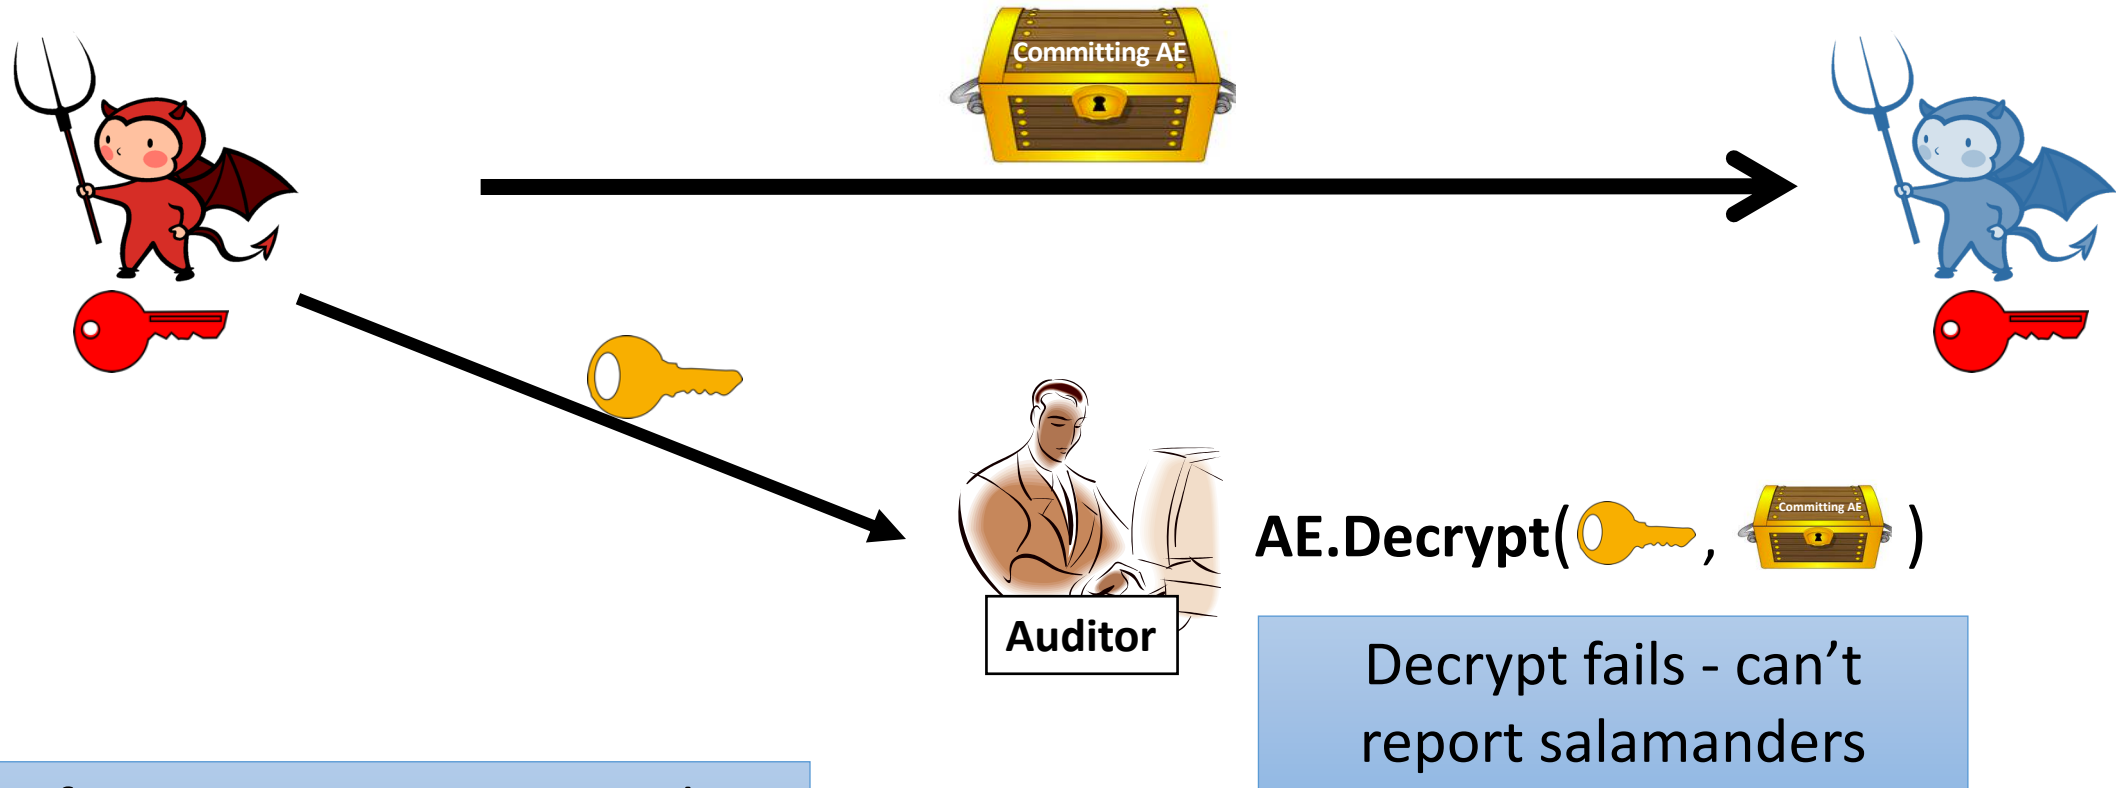 Committing AE
AE.Decrypt( , )
Committing AE
Auditor
Decrypt fails - can't
report salamanders